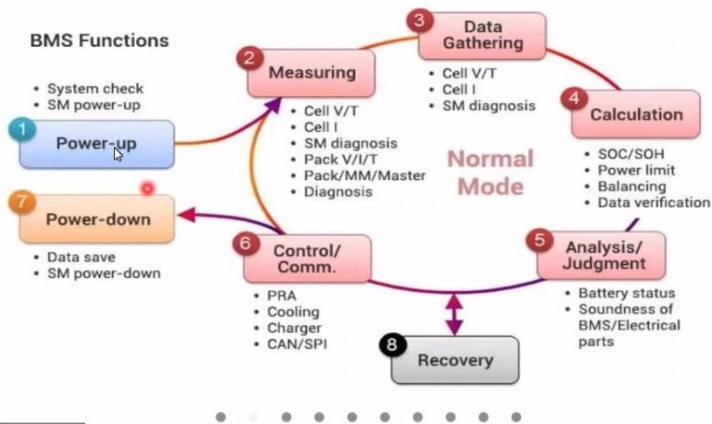 BMS Functions
• System check
• SM power-up
1
Power-up
2
Measuring
• Cell V/T
• Cell I
• SM diagnosis
• Pack V/I/T
• Pack/MM/Master
• Diagnosis
3
Data
Gathering
• Cell V/T
• Cell I
• SM diagnosis
4
Calculation
• SOC/SOH
• Power limit
• Balancing
• Data verification
Normal
Mode
5
Analysis/
Judgment
• Battery status
• Soundness of
BMS/Electrical
parts
6
Control/
Comm.
• PRA
• Cooling
• Charger
• CAN/SPI
7
Power-down
• Data save
• SM power-down
8
Recovery